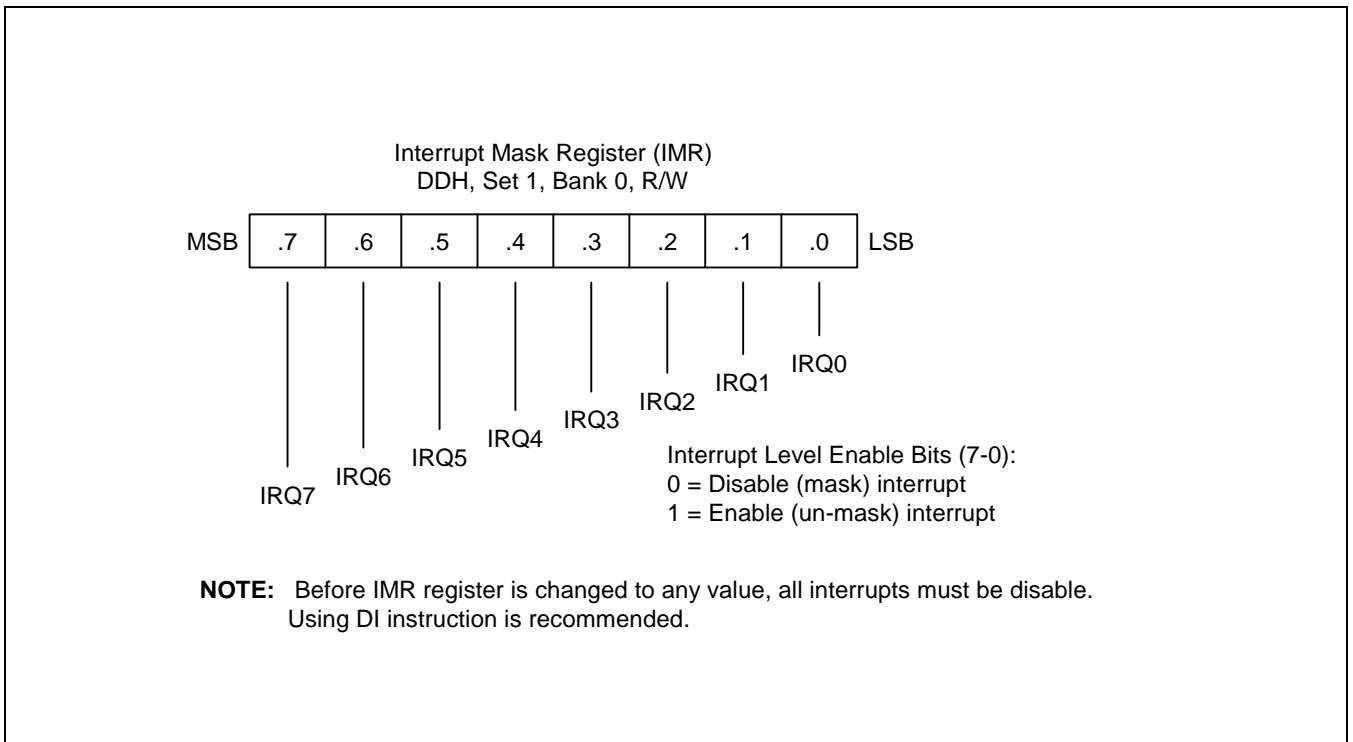 Interrupt Mask Register (IMR)
DDH, Set 1, Bank 0, R/W
MSB .7 .6 .5 .4 .3 .2 .1 .0 LSB
IRQ0
IRQ1
IRQ2
IRQ3
IRQ4
IRQ5
IRQ6
IRQ7
Interrupt Level Enable Bits (7-0):
0 = Disable (mask) interrupt
1 = Enable (un-mask) interrupt
NOTE: Before IMR register is changed to any value, all interrupts must be disable.
Using DI instruction is recommended.